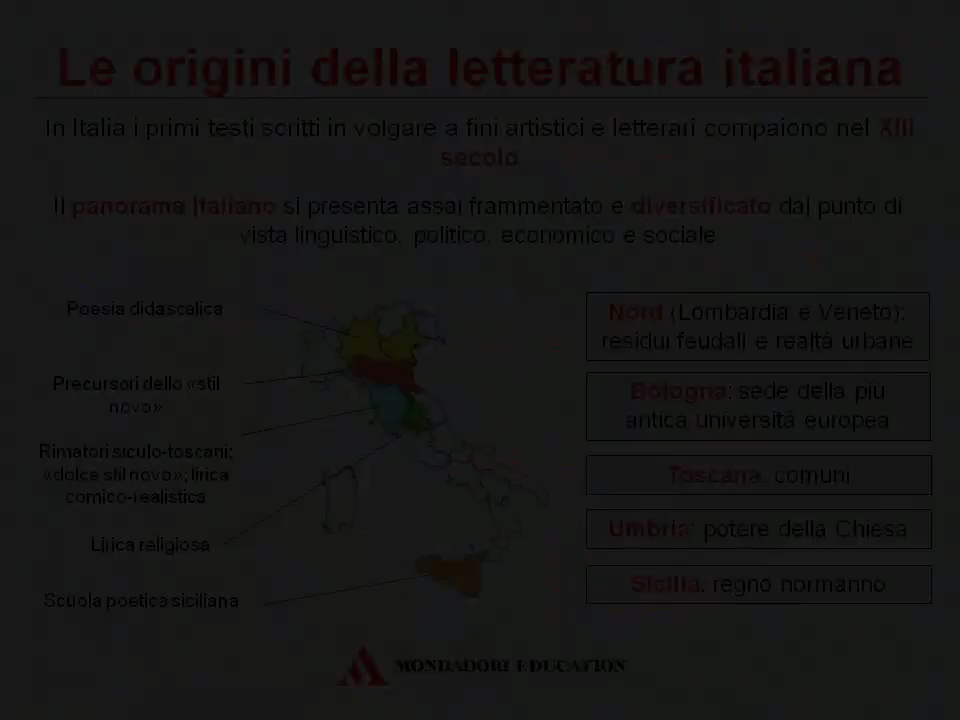 Le origini della letteratura italiana
In Italia i primi testi scritti in volgare a fini artistici e letterari compaiono nel XIII
secolo.
Il panorama italiano si presenta assai frammentato e diversificato dal punto di
vista linguistico, politico, economico e sociale
Poesia didascalica
Precursori dello «stil
novo»
Rimatori siculo-toscani;
«dolce stil novo»; lirica
comico-realistica
Lirica religiosa
Scuola poetica siciliana
Nord (Lombardia e Veneto):
residui feudali e realtà urbane
Bologna: sede della più
antica università europea
Toscana: comuni
Umbria: potere della Chiesa
Sicilia: regno normanno
MONDADORI EDUCATION